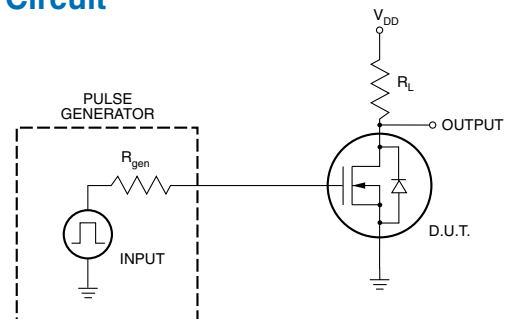 Circuit
VDD
RL
PULSE
GENERATOR
OUTPUT
Rgen
D.U.T.
INPUT